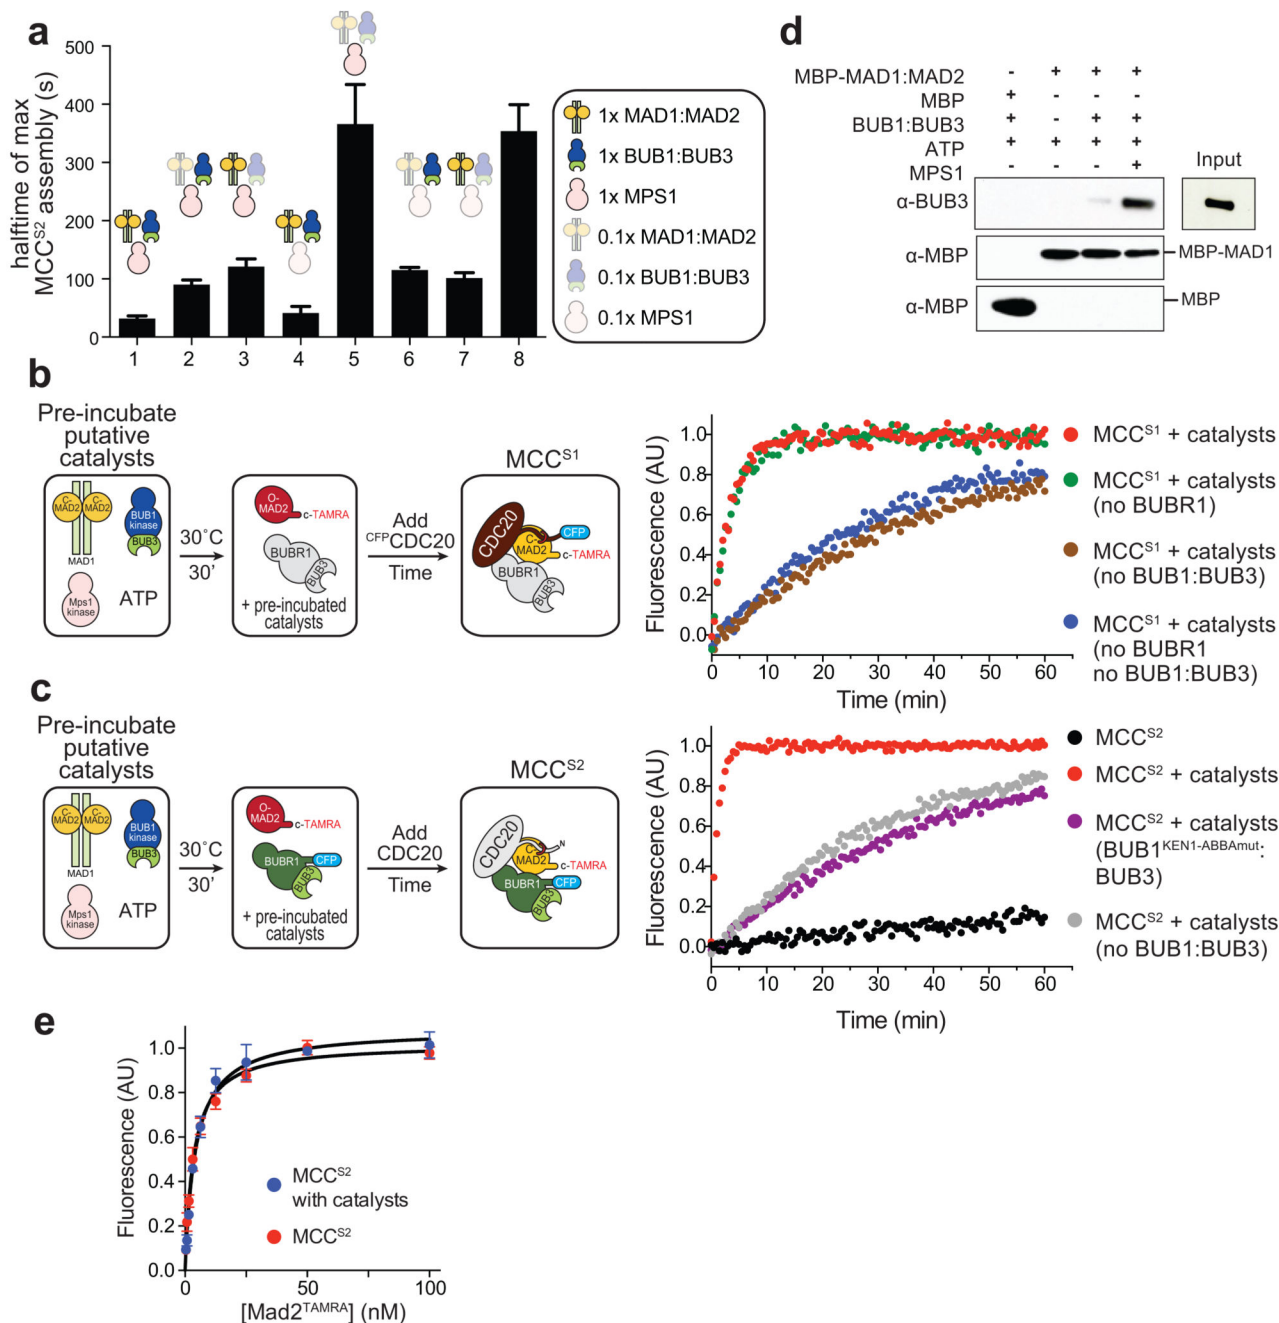 a
halftime of max
MCC^S2 assembly (s)
500
400
300
200
100
0
1 2 3 4 5 6 7 8
1x MAD1:MAD2
1x BUB1:BUB3
1x MPS1
0.1x MAD1:MAD2
0.1x BUB1:BUB3
0.1x MPS1
d
MBP-MAD1:MAD2 - + + +
MBP + - - -
BUB1:BUB3 + - + +
ATP + + + +
MPS1 - - - +
Input
α-BUB3
α-MBP
MBP-MAD1
α-MBP
MBP
b
Pre-incubate
putative
catalysts
C-MAD2
C-MAD2
MAD1
BUB1 kinase
BUB3
Mps1 kinase
ATP
30°C
30’
O-MAD2
c-TAMRA
BUBR1
BUB3
+ pre-incubated
catalysts
Add
CFPCDC20
Time
MCC^S1
CDC20
C-MAD2
CFP
c-TAMRA
BUBR1
BUB3
Fluorescence (AU)
1.0
0.8
0.6
0.4
0.2
0.0
0 10 20 30 40 50 60
Time (min)
MCC^S1 + catalysts
MCC^S1 + catalysts
(no BUBR1)
MCC^S1 + catalysts
(no BUB1:BUB3)
MCC^S1 + catalysts
(no BUBR1
no BUB1:BUB3)
c
Pre-incubate
putative
catalysts
C-MAD2
C-MAD2
MAD1
BUB1 kinase
BUB3
Mps1 kinase
ATP
30°C
30’
O-MAD2
c-TAMRA
BUBR1
CFP
BUB3
+ pre-incubated
catalysts
Add
CDC20
Time
MCC^S2
CDC20
N
C-MAD2
c-TAMRA
BUBR1
CFP
BUB3
Fluorescence (AU)
1.0
0.8
0.6
0.4
0.2
0.0
0 10 20 30 40 50 60
Time (min)
MCC^S2
MCC^S2 + catalysts
MCC^S2 + catalysts
(BUB1^KEN1-ABBAmut:
BUB3)
MCC^S2 + catalysts
(no BUB1:BUB3)
e
Fluorescence (AU)
1.0
0.8
0.6
0.4
0.2
0.0
0 50 100
[Mad2^TAMRA] (nM)
MCC^S2
with catalysts
MCC^S2